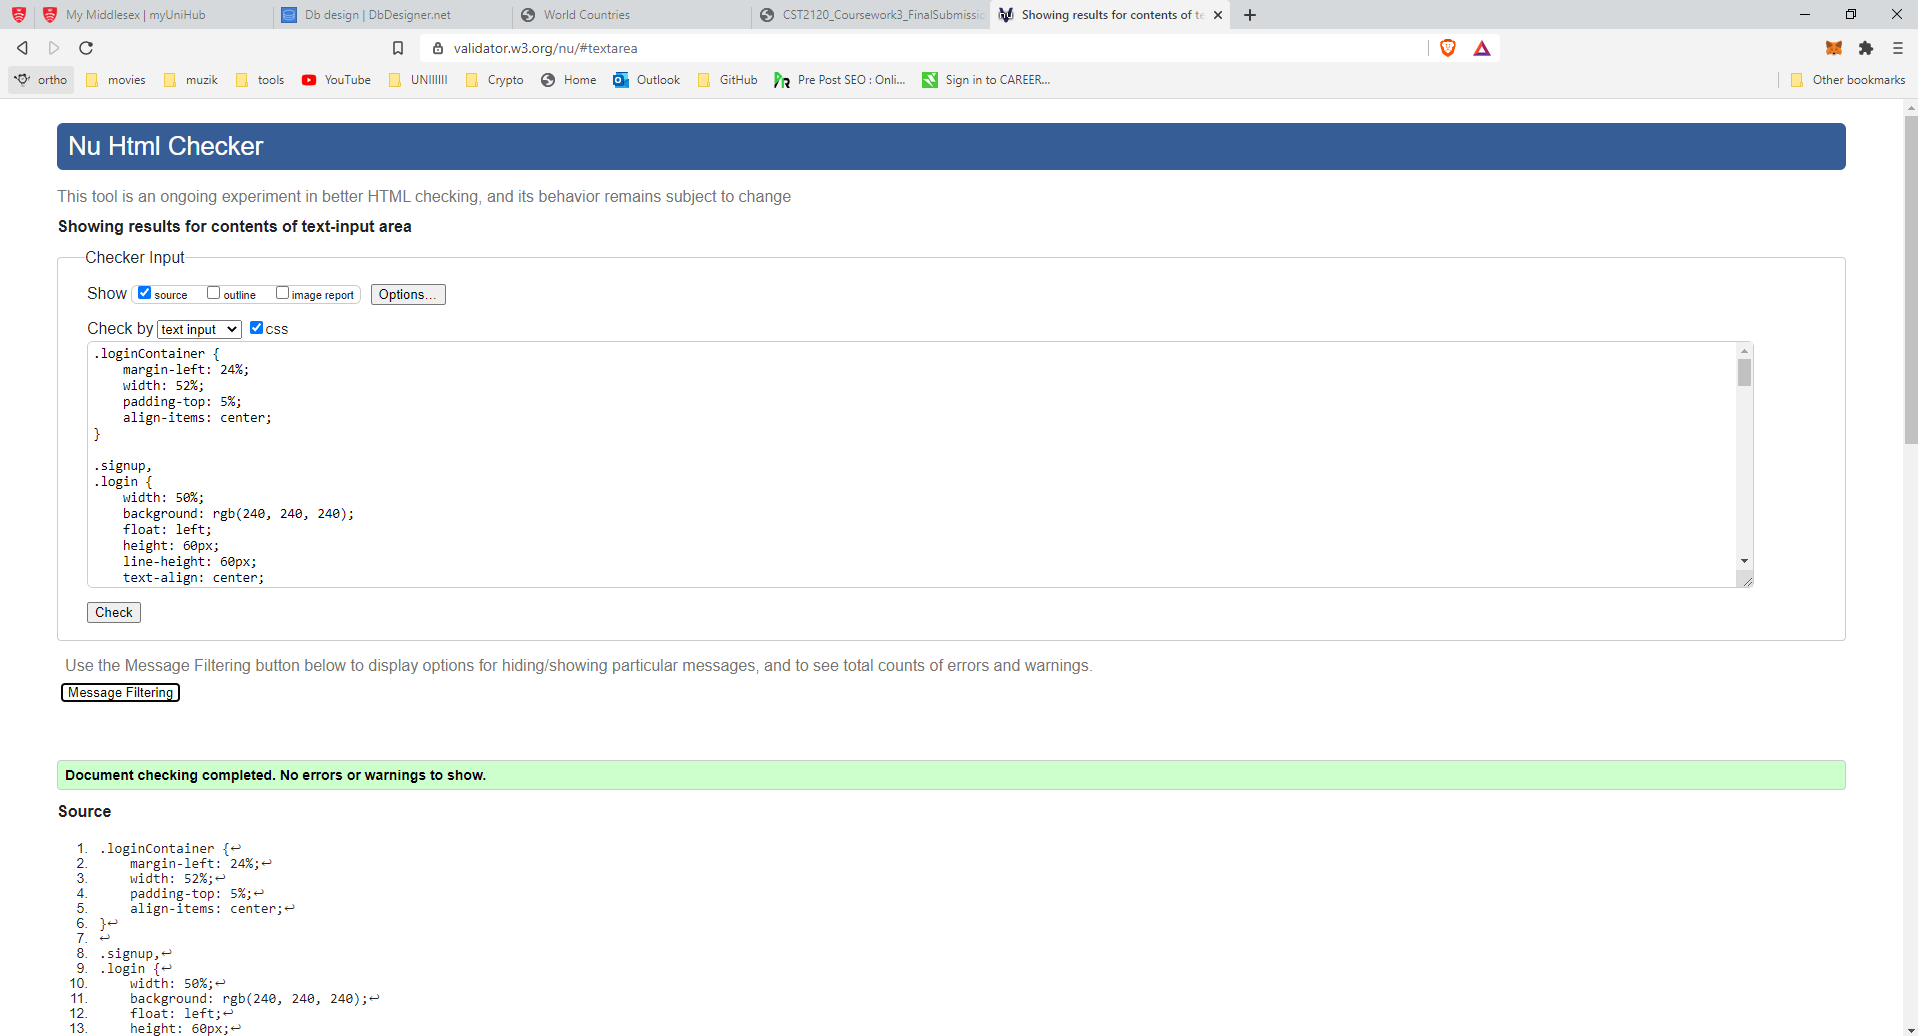 My Middlesex | myUniHub
Db design | DbDesigner.net
World Countries
CST2120_Coursework3_FinalSubmissio
Showing results for contents of te
validator.w3.org/nu/#textarea
ortho
movies
muzik
tools
YouTube
UNIIIIII
Crypto
Home
Outlook
GitHub
Pre Post SEO : Onli...
Sign in to CAREER...
Other bookmarks
Nu Html Checker
This tool is an ongoing experiment in better HTML checking, and its behavior remains subject to change
Showing results for contents of text-input area
Checker Input
Show source outline image report Options...
Check by text input css
.loginContainer {
    margin-left: 24%;
    width: 52%;
    padding-top: 5%;
    align-items: center;
}
.signup,
.login {
    width: 50%;
    background: rgb(240, 240, 240);
    float: left;
    height: 60px;
    line-height: 60px;
    text-align: center;
Check
Use the Message Filtering button below to display options for hiding/showing particular messages, and to see total counts of errors and warnings.
Message Filtering
Document checking completed. No errors or warnings to show.
Source
1. .loginContainer {↩
2.     margin-left: 24%;↩
3.     width: 52%;↩
4.     padding-top: 5%;↩
5.     align-items: center;↩
6. }↩
7. ↩
8. .signup,↩
9. .login {↩
10.     width: 50%;↩
11.     background: rgb(240, 240, 240);↩
12.     float: left;↩
13.     height: 60px;↩